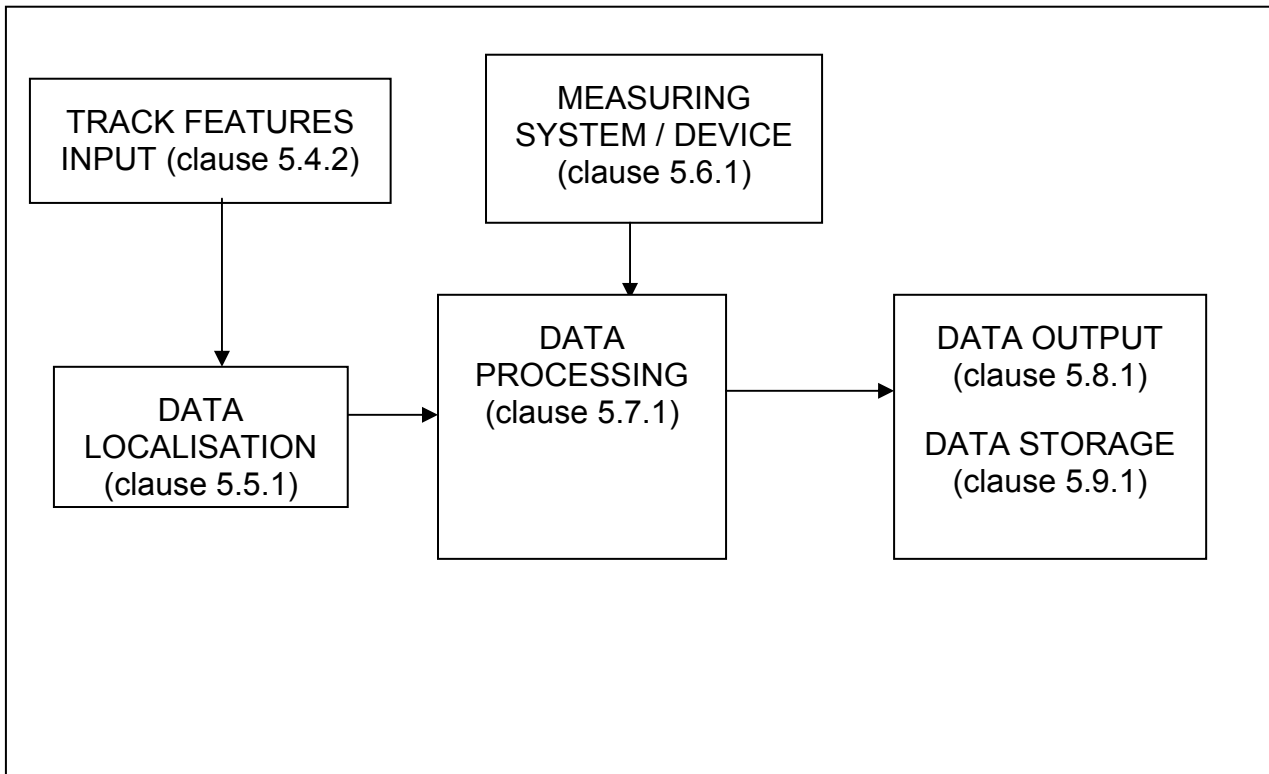 TRACK FEATURES
INPUT (clause 5.4.2)
MEASURING
SYSTEM / DEVICE
(clause 5.6.1)
DATA
LOCALISATION
(clause 5.5.1)
DATA
PROCESSING
(clause 5.7.1)
DATA OUTPUT
(clause 5.8.1)
DATA STORAGE
(clause 5.9.1)